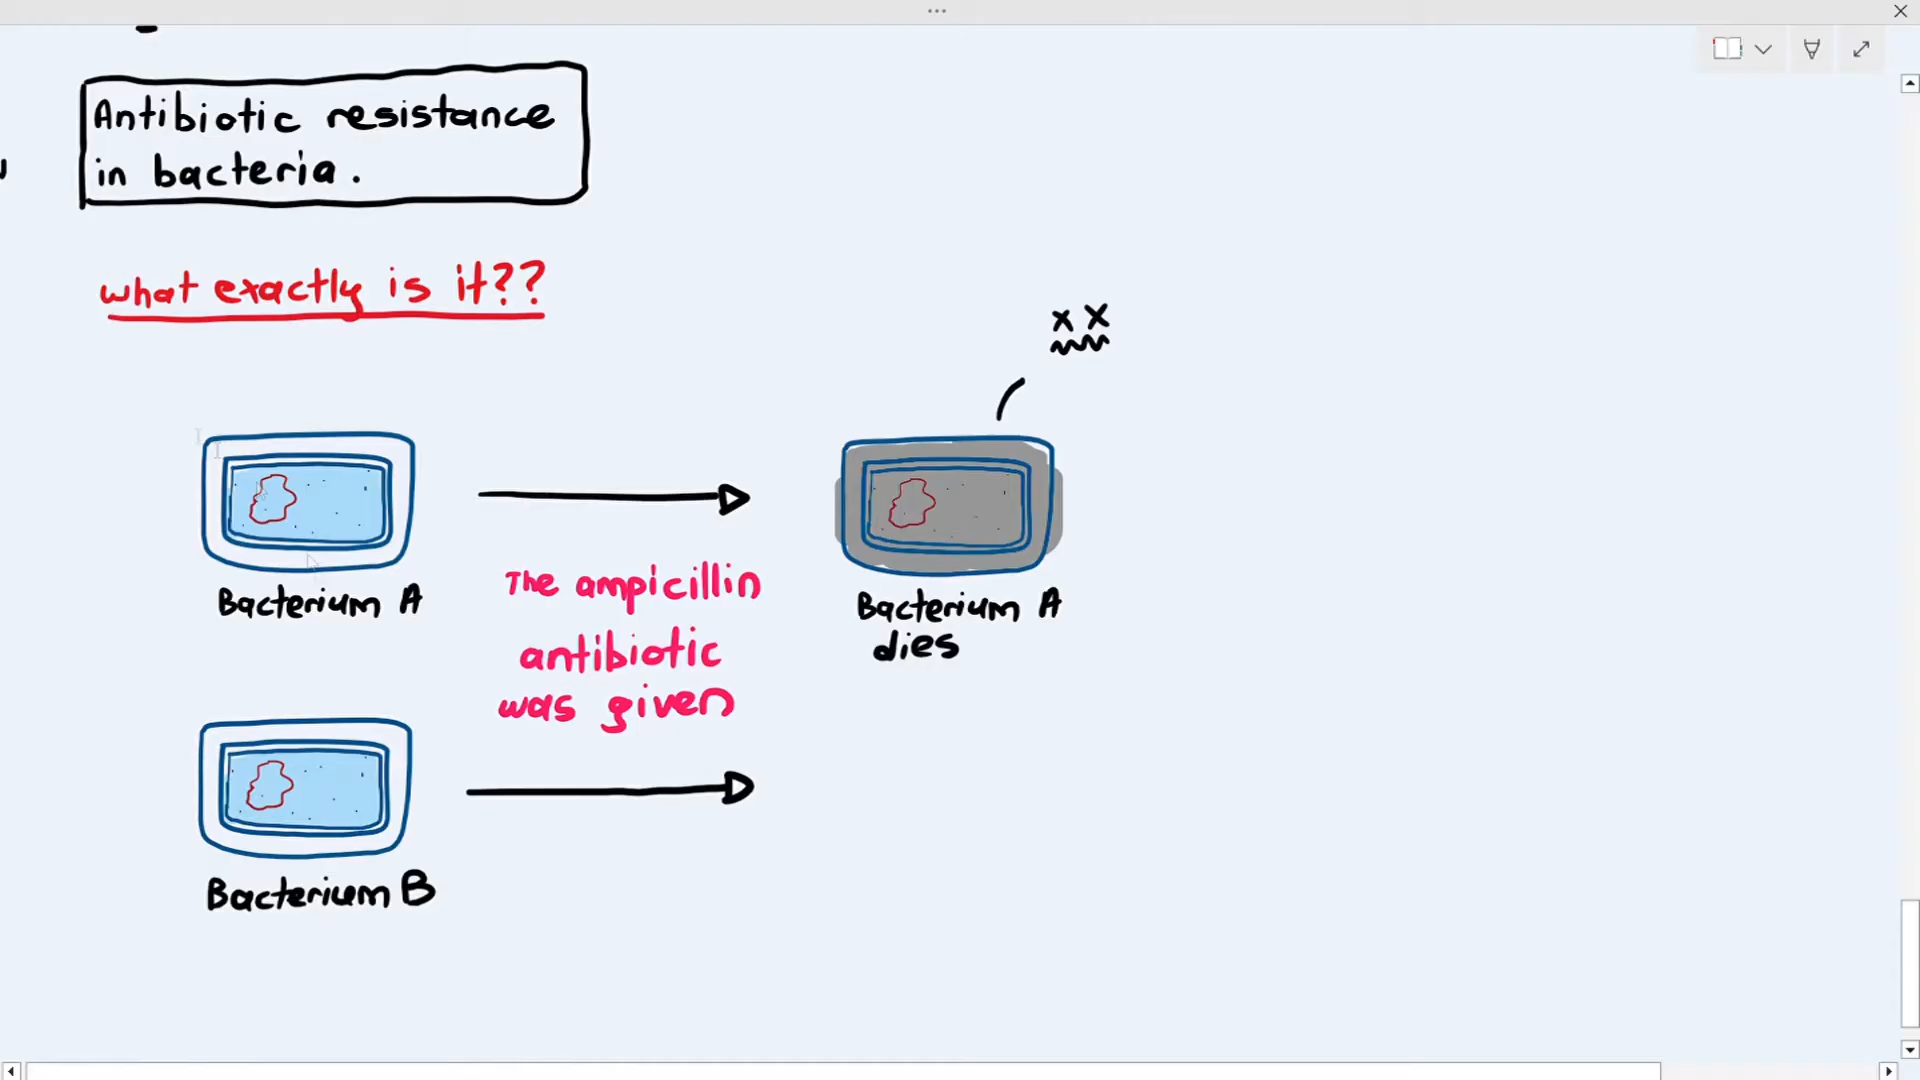 Antibiotic resistance
in bacteria.
what exactly is it??
x x
Bacterium A
The ampicillin
antibiotic
was given
Bacterium A
dies
Bacterium B